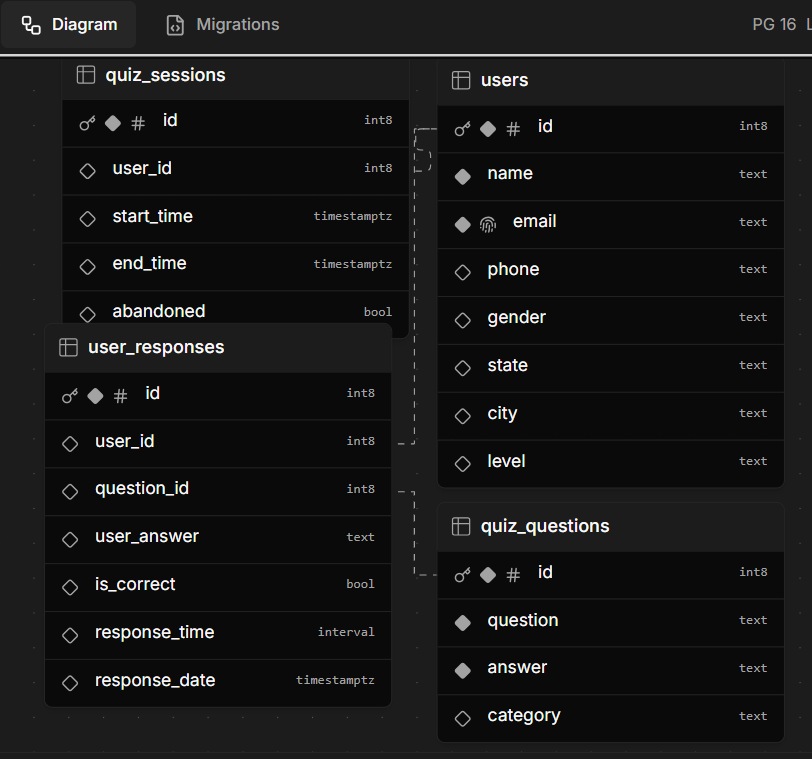 Diagram
Migrations
PG 16
quiz_sessions
# id int8
user_id int8
start_time timestamptz
end_time timestamptz
abandoned bool
users
# id int8
name text
email text
phone text
gender text
state text
city text
level text
user_responses
# id int8
user_id int8
question_id int8
user_answer text
is_correct bool
response_time interval
response_date timestamptz
quiz_questions
# id int8
question text
answer text
category text